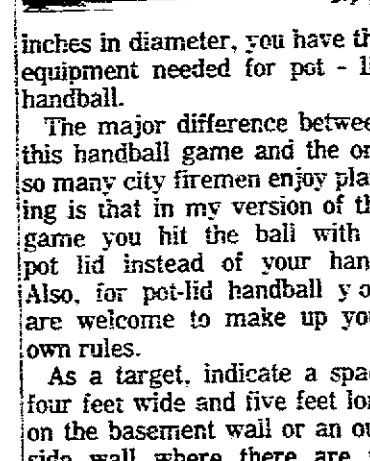 inches in diameter, you have th
equipment needed for pot - li
handball.
The major difference betwee
this handball game and the on
so many city firemen enjoy play
ing is that in my version of th
game you hit the ball with
pot lid instead of your han
Also, for pot-lid handball y o
are welcome to make up you
own rules.
As a target, indicate a spa
four feet wide and five feet lon
on the basement wall or an ou
side wall where there are